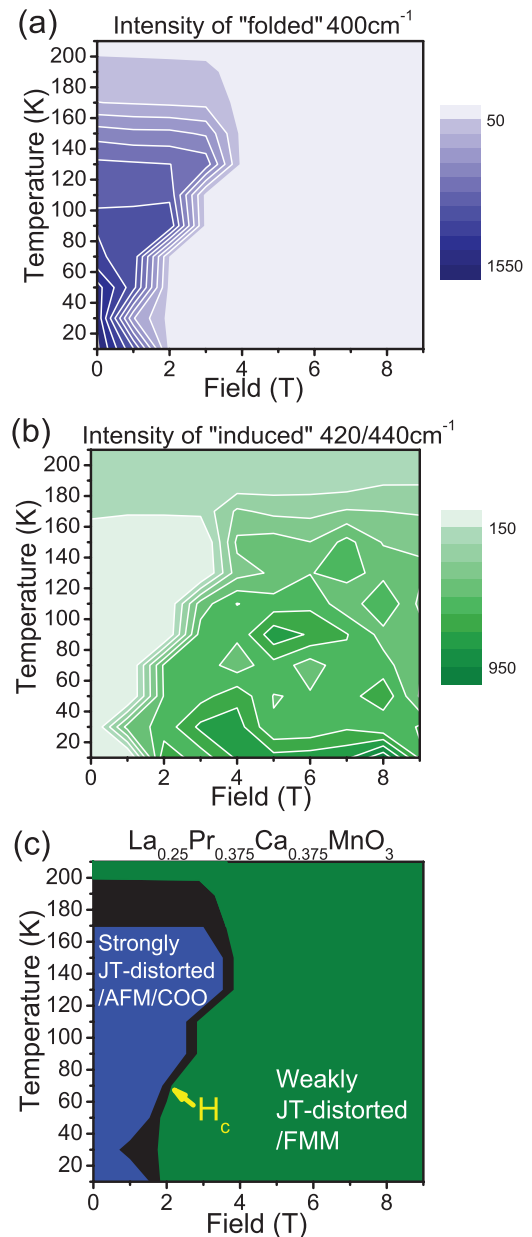 (a)
Intensity of "folded" 400cm⁻¹
Temperature (K)
200
180
160
140
120
100
80
60
40
20
0 2 4 6 8
Field (T)
50
1550
(b)
Intensity of "induced" 420/440cm⁻¹
Temperature (K)
200
180
160
140
120
100
80
60
40
20
0 2 4 6 8
Field (T)
150
950
(c)
La₀.₂₅Pr₀.₃₇₅Ca₀.₃₇₅MnO₃
Temperature (K)
200
180
160
140
120
100
80
60
40
20
Strongly
JT-distorted
/AFM/COO
H_c
Weakly
JT-distorted
/FMM
0 2 4 6 8
Field (T)